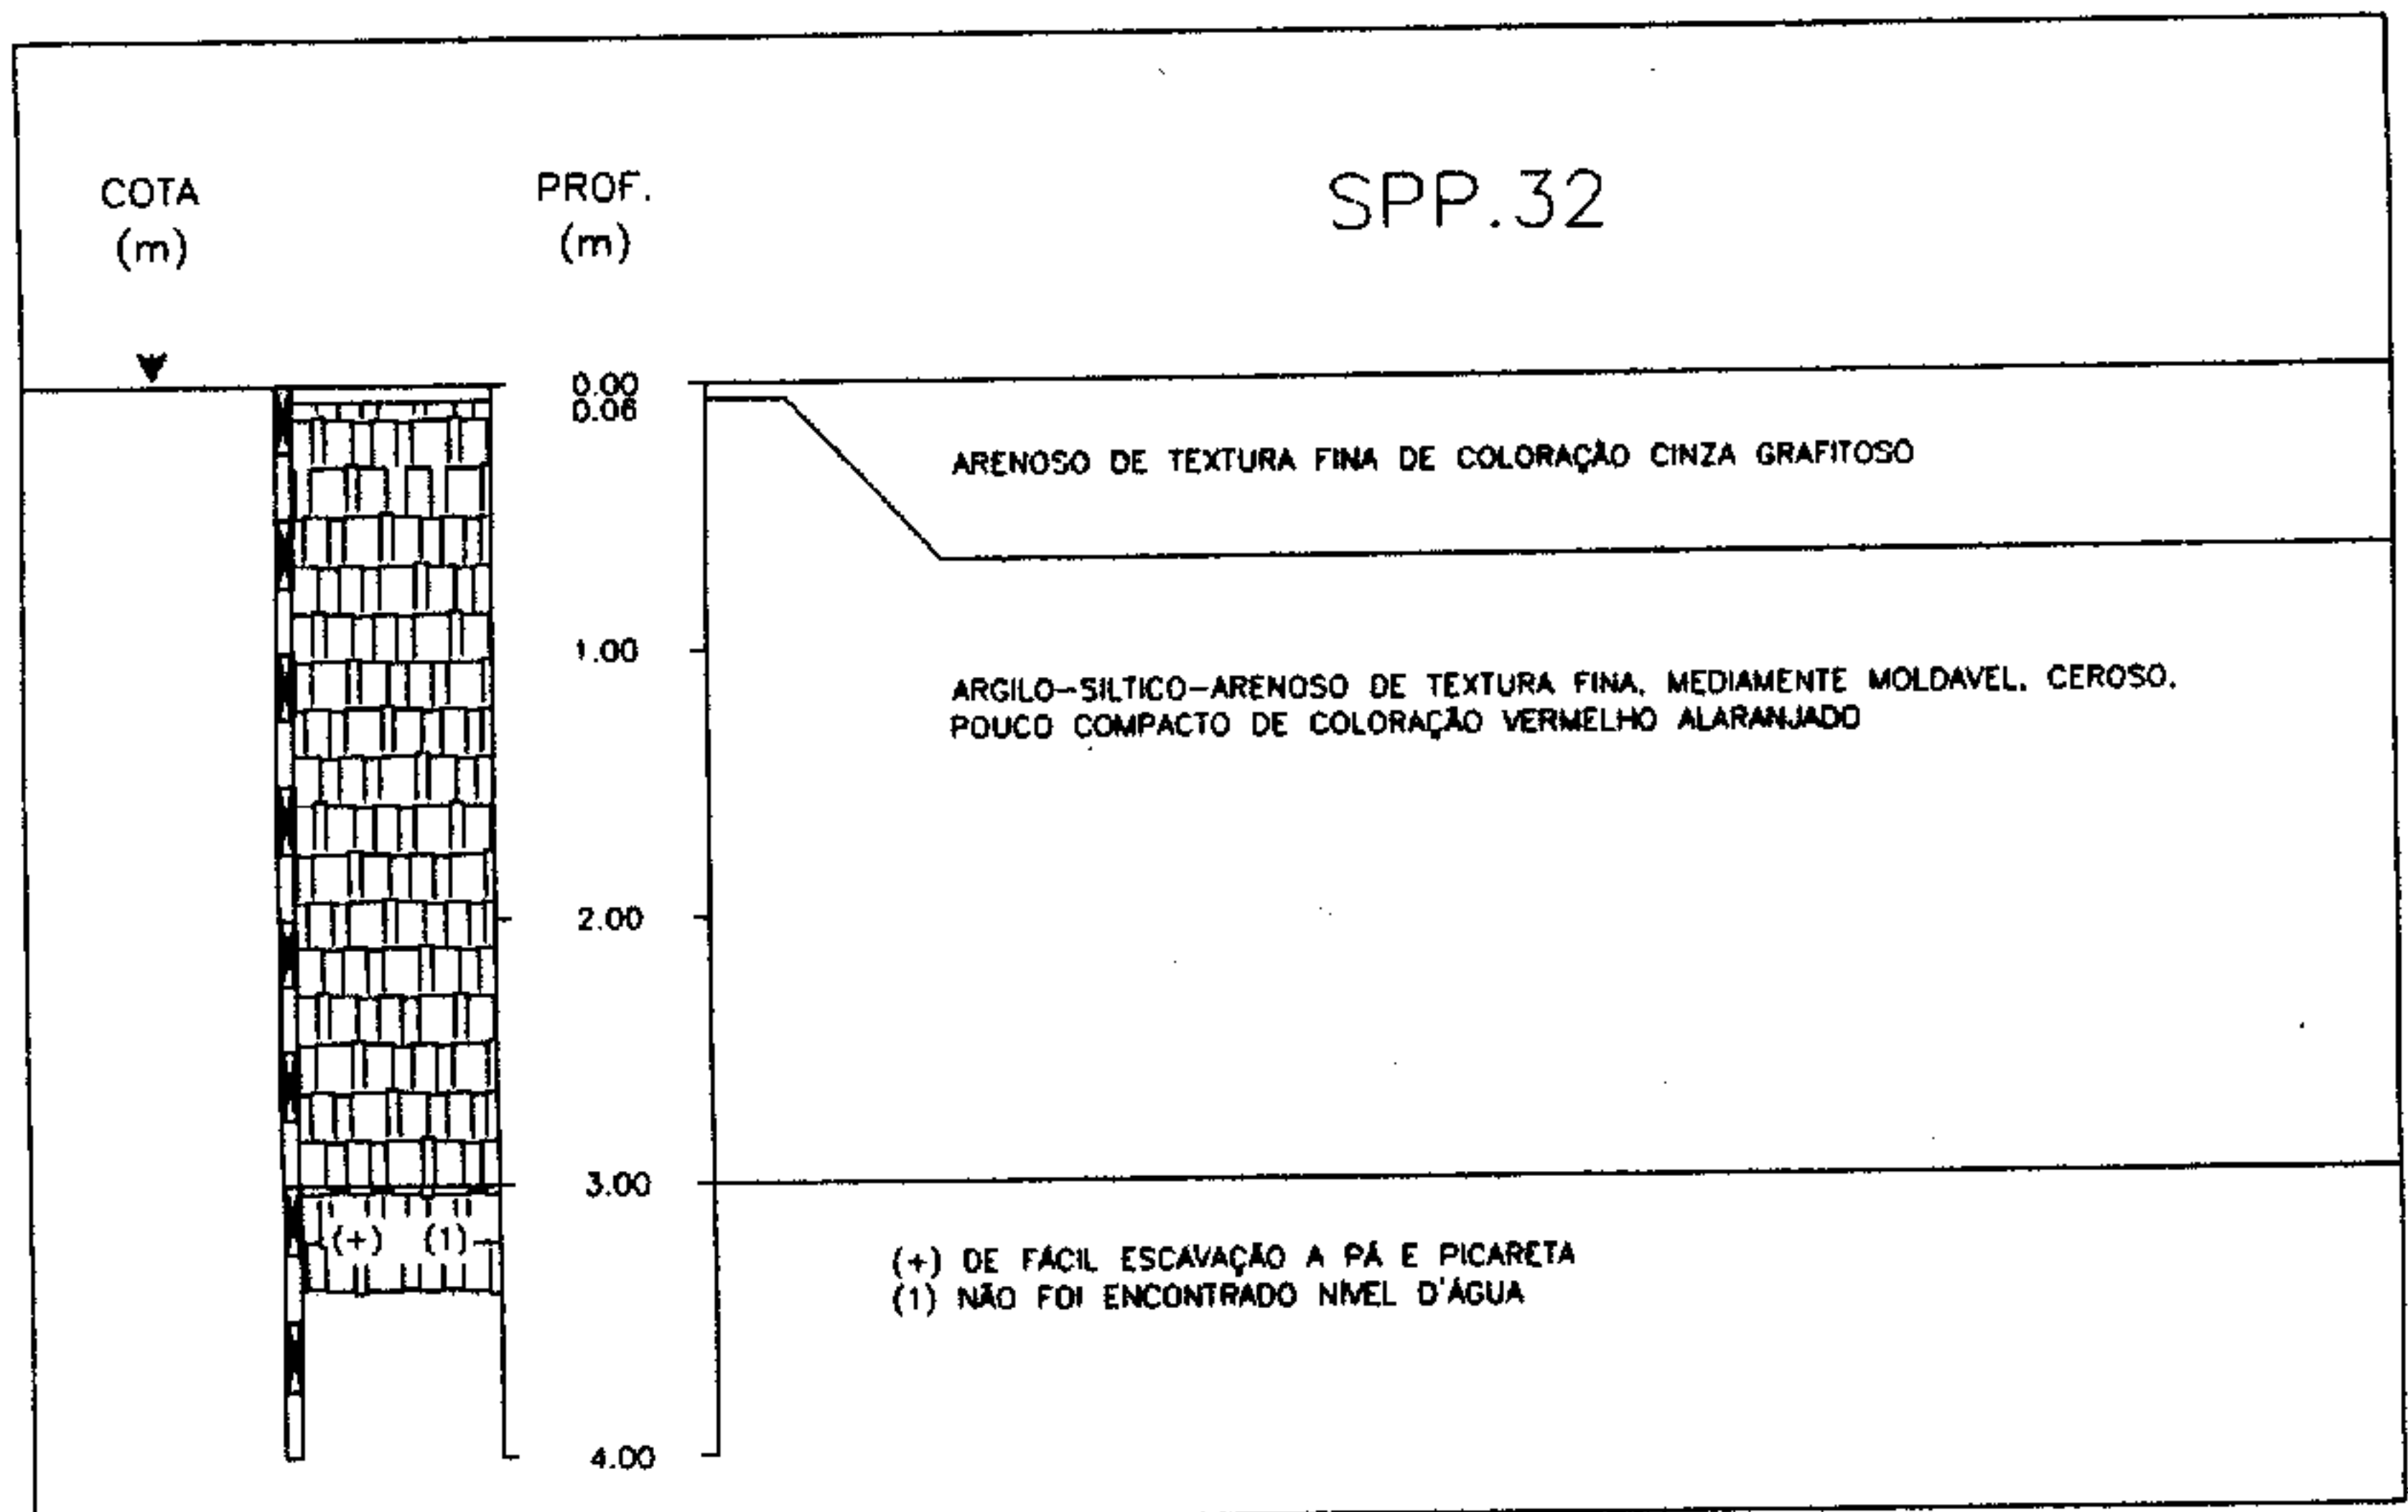 COTA
(m)
PROF.
(m)
SPP.32
0.00
0.06
ARENOSO DE TEXTURA FINA DE COLORAÇÃO CINZA GRAFITOSO
1.00
ARGILO-SILTICO-ARENOSO DE TEXTURA FINA, MEDIAMENTE MOLDAVEL, CEROSO,
POUCO COMPACTO DE COLORAÇÃO VERMELHO ALARANJADO
2.00
3.00
(+) (1)
(+) DE FÁCIL ESCAVAÇÃO A PÁ E PICARETA
(1) NÃO FOI ENCONTRADO NÍVEL D'ÁGUA
4.00